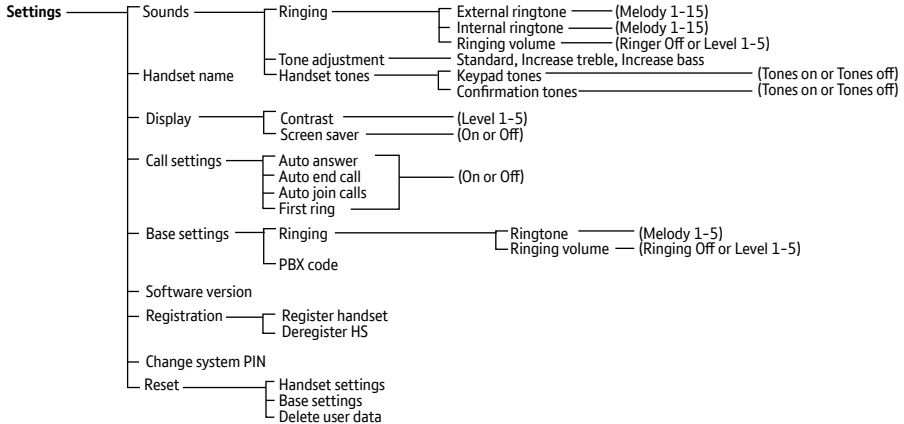 Settings Sounds Ringing External ringtone (Melody 1-15)
Internal ringtone (Melody 1-15)
Ringing volume (Ringer Off or Level 1-5)
Tone adjustment Standard, Increase treble, Increase bass
Handset tones Keypad tones (Tones on or Tones off)
Handset name
Confirmation tones (Tones on or Tones off)
Display Contrast (Level 1-5)
Screen saver (On or Off)
Call settings Auto answer
Auto end call (On or Off)
Auto join calls
First ring
Base settings Ringing Ringtone (Melody 1-5)
Ringing volume (Ringing Off or Level 1-5)
PBX code
Software version
Registration Register handset
Deregister HS
Change system PIN
Reset Handset settings
Base settings
Delete user data